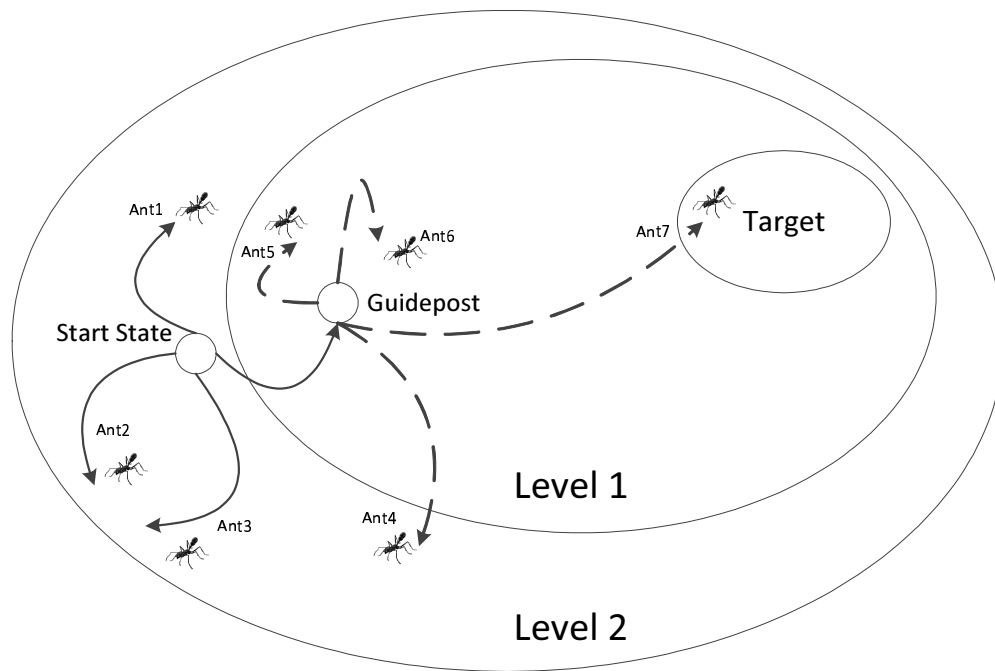 Ant1
Ant5
Ant6
Ant7
Target
Guidepost
Start State
Ant2
Ant3
Ant4
Level 1
Level 2